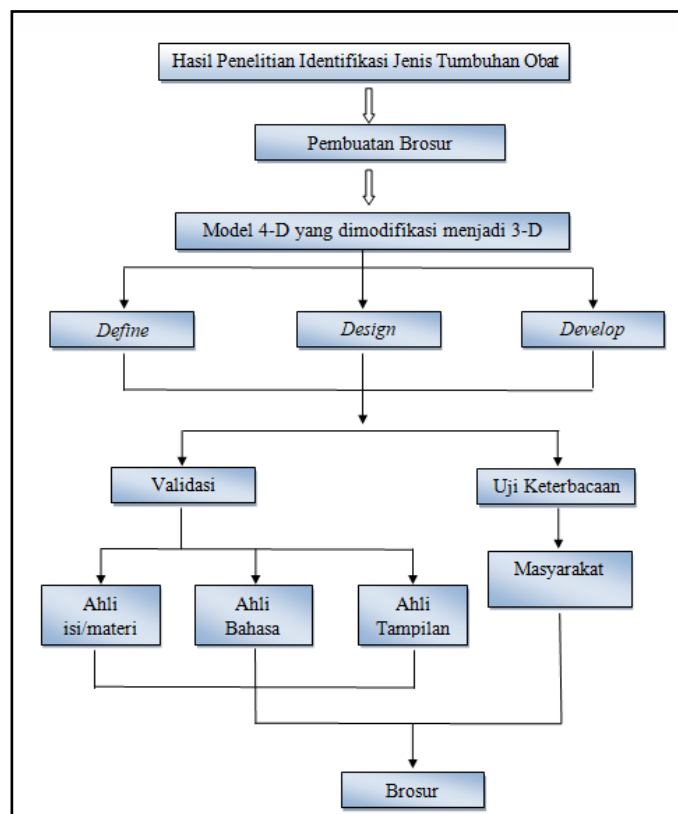 Hasil Penelitian Identifikasi Jenis Tumbuhan Obat
Pembuatan Brosur
Model 4-D yang dimodifikasi menjadi 3-D
Define
Design
Develop
Validasi
Uji Keterbacaan
Masyarakat
Ahli
isi/materi
Ahli
Bahasa
Ahli
Tampilan
Brosur